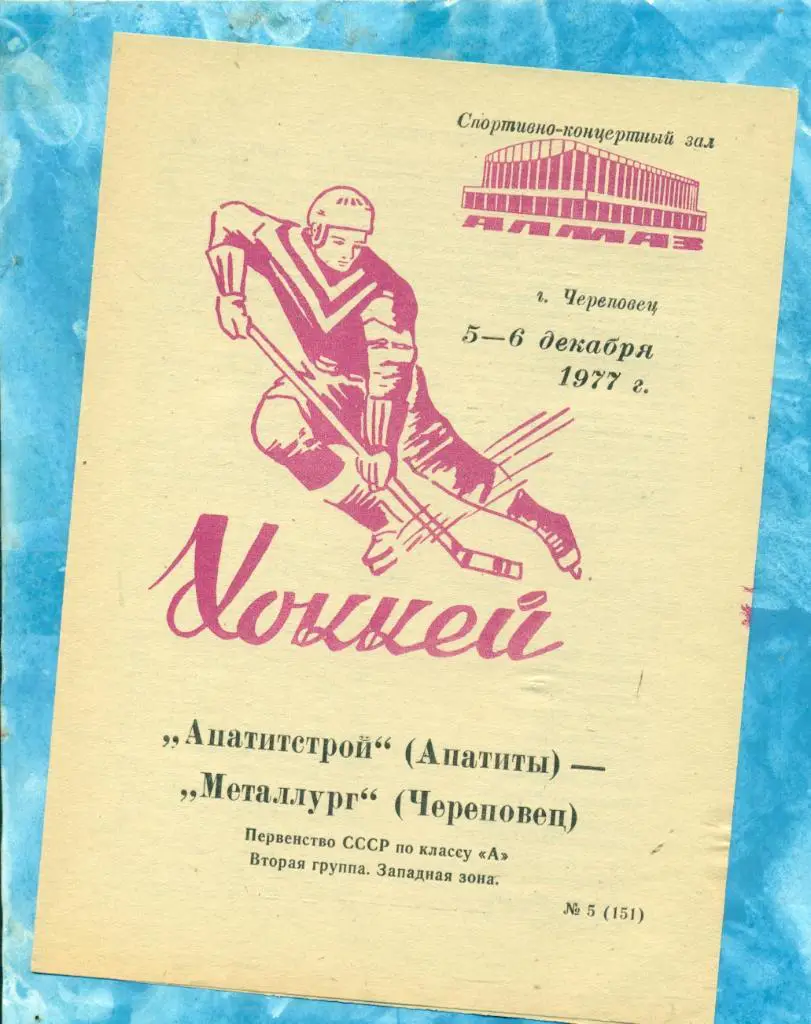 Спортивно-концертный зал
АЛМАЗ
г. Череповец
5—6 декабря
1977 г.
Хоккей
„Апатитстрой“ (Апатиты) —
„Металлург“ (Череповец)
Первенство СССР по классу «А»
Вторая группа. Западная зона.
№ 5 (151)